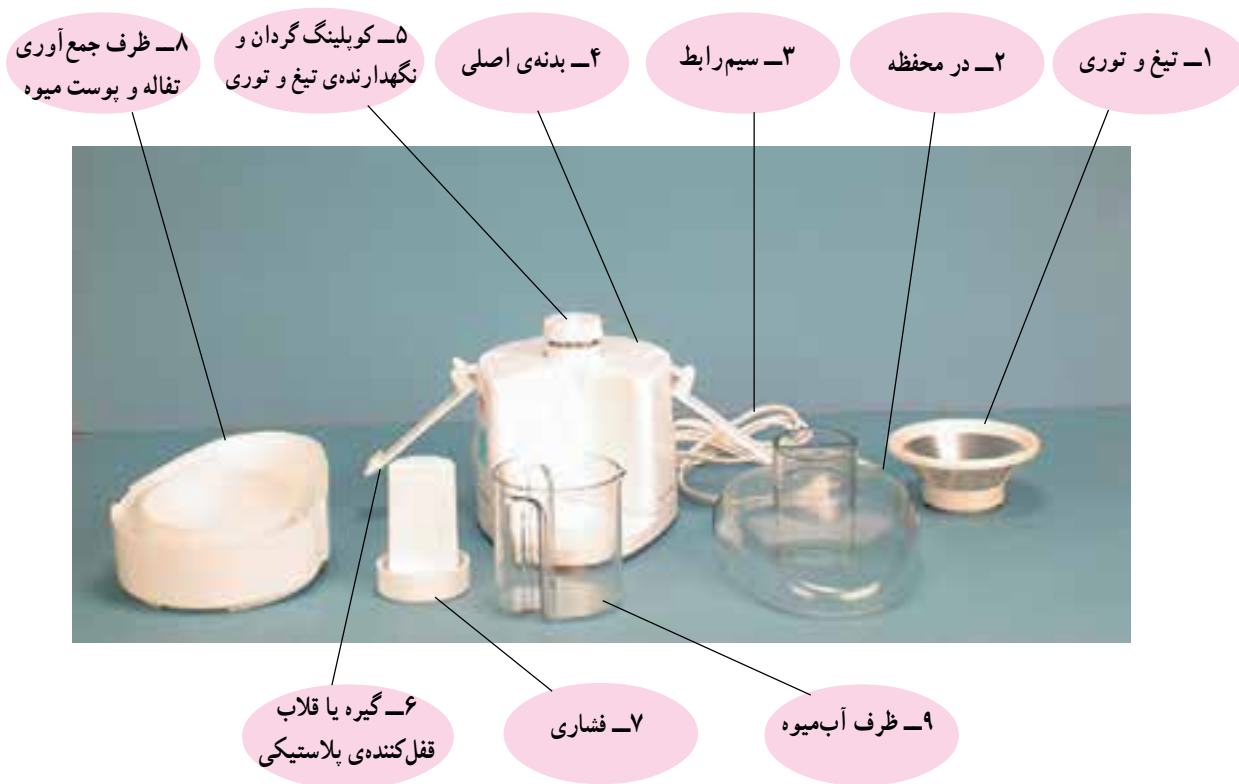 ۱ــ تیغ و توری
۲ــ در محفظه
۳ــ سیم‌رابط
۴ــ بدنه‌ی اصلی
۵ــ کوپلینگ گردان و
نگهدارنده‌ی تیغ و توری
۸ــ ظرف جمع‌آوری
تفاله و پوست میوه
۶ــ گیره یا قلاب
قفل‌کننده‌ی پلاستیکی
۷ــ فشاری
۹ــ ظرف آب‌میوه